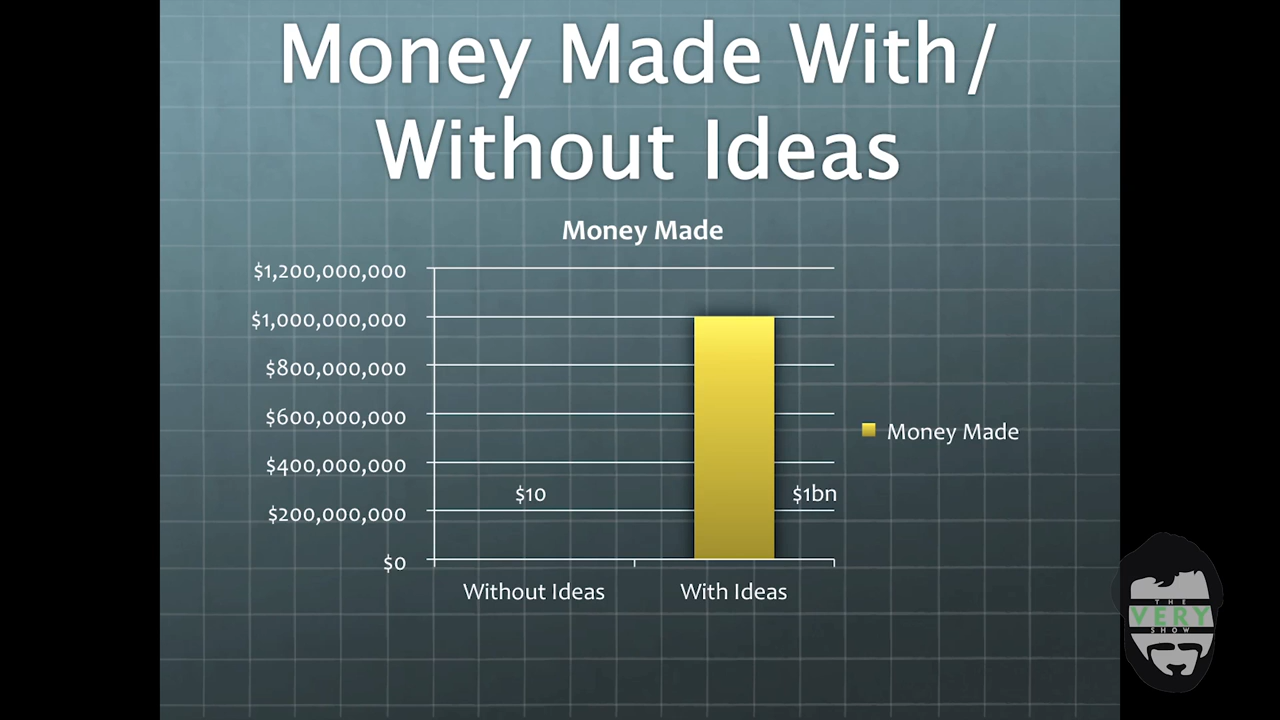 Money Made With/
Without Ideas
Money Made
$1,200,000,000
$1,000,000,000
$800,000,000
$600,000,000
$400,000,000
$200,000,000
$0
$10
$1bn
Without Ideas
With Ideas
Money Made
THE
VERY
SHOW